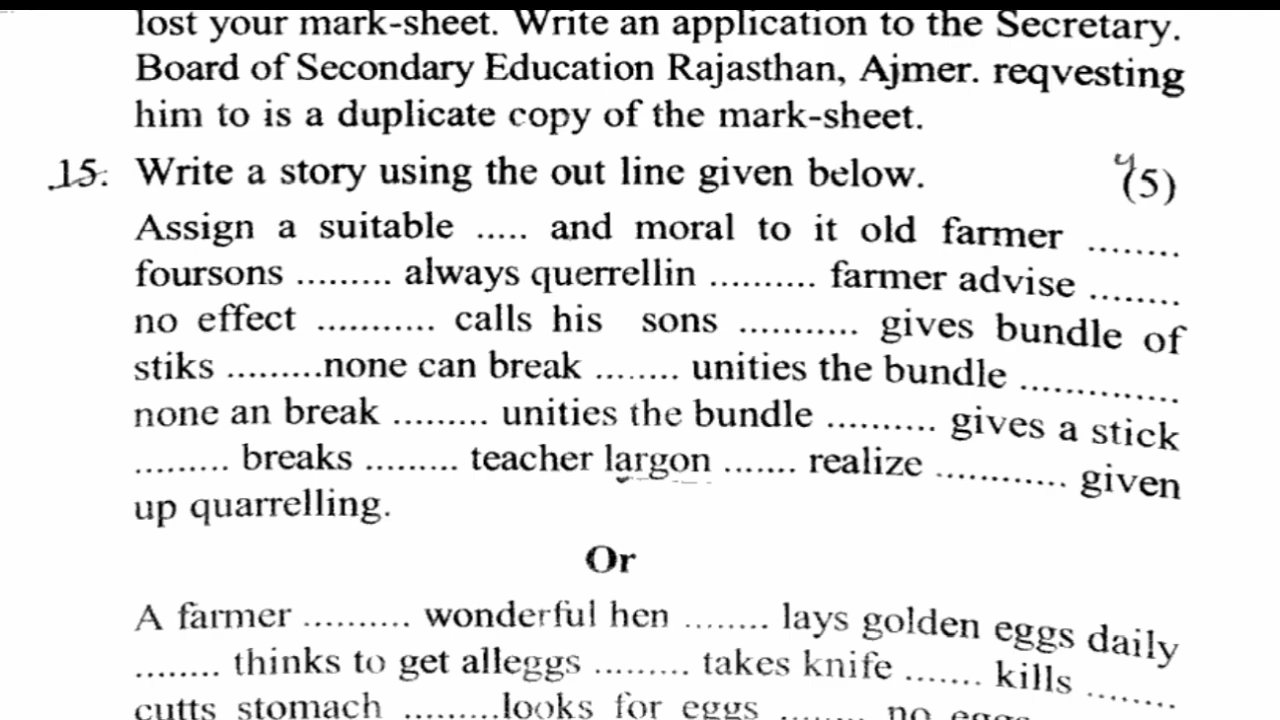 lost your mark-sheet. Write an application to the Secretary.
Board of Secondary Education Rajasthan, Ajmer. reqvesting
him to is a duplicate copy of the mark-sheet.
15. Write a story using the out line given below. 4(5)
Assign a suitable ..... and moral to it old farmer ........
foursons ......... always querrellin .......... farmer advise ........
no effect ........... calls his sons ........... gives bundle of
stiks .........none can break ........ unities the bundle ..............
none an break ......... unities the bundle .......... gives a stick
......... breaks ......... teacher largon ....... realize ............ given
up quarrelling.
Or
A farmer .......... wonderful hen ........ lays golden eggs daily
........ thinks to get alleggs ......... takes knife ....... kills ........
cutts stomach .........looks for eggs ........ no eggs